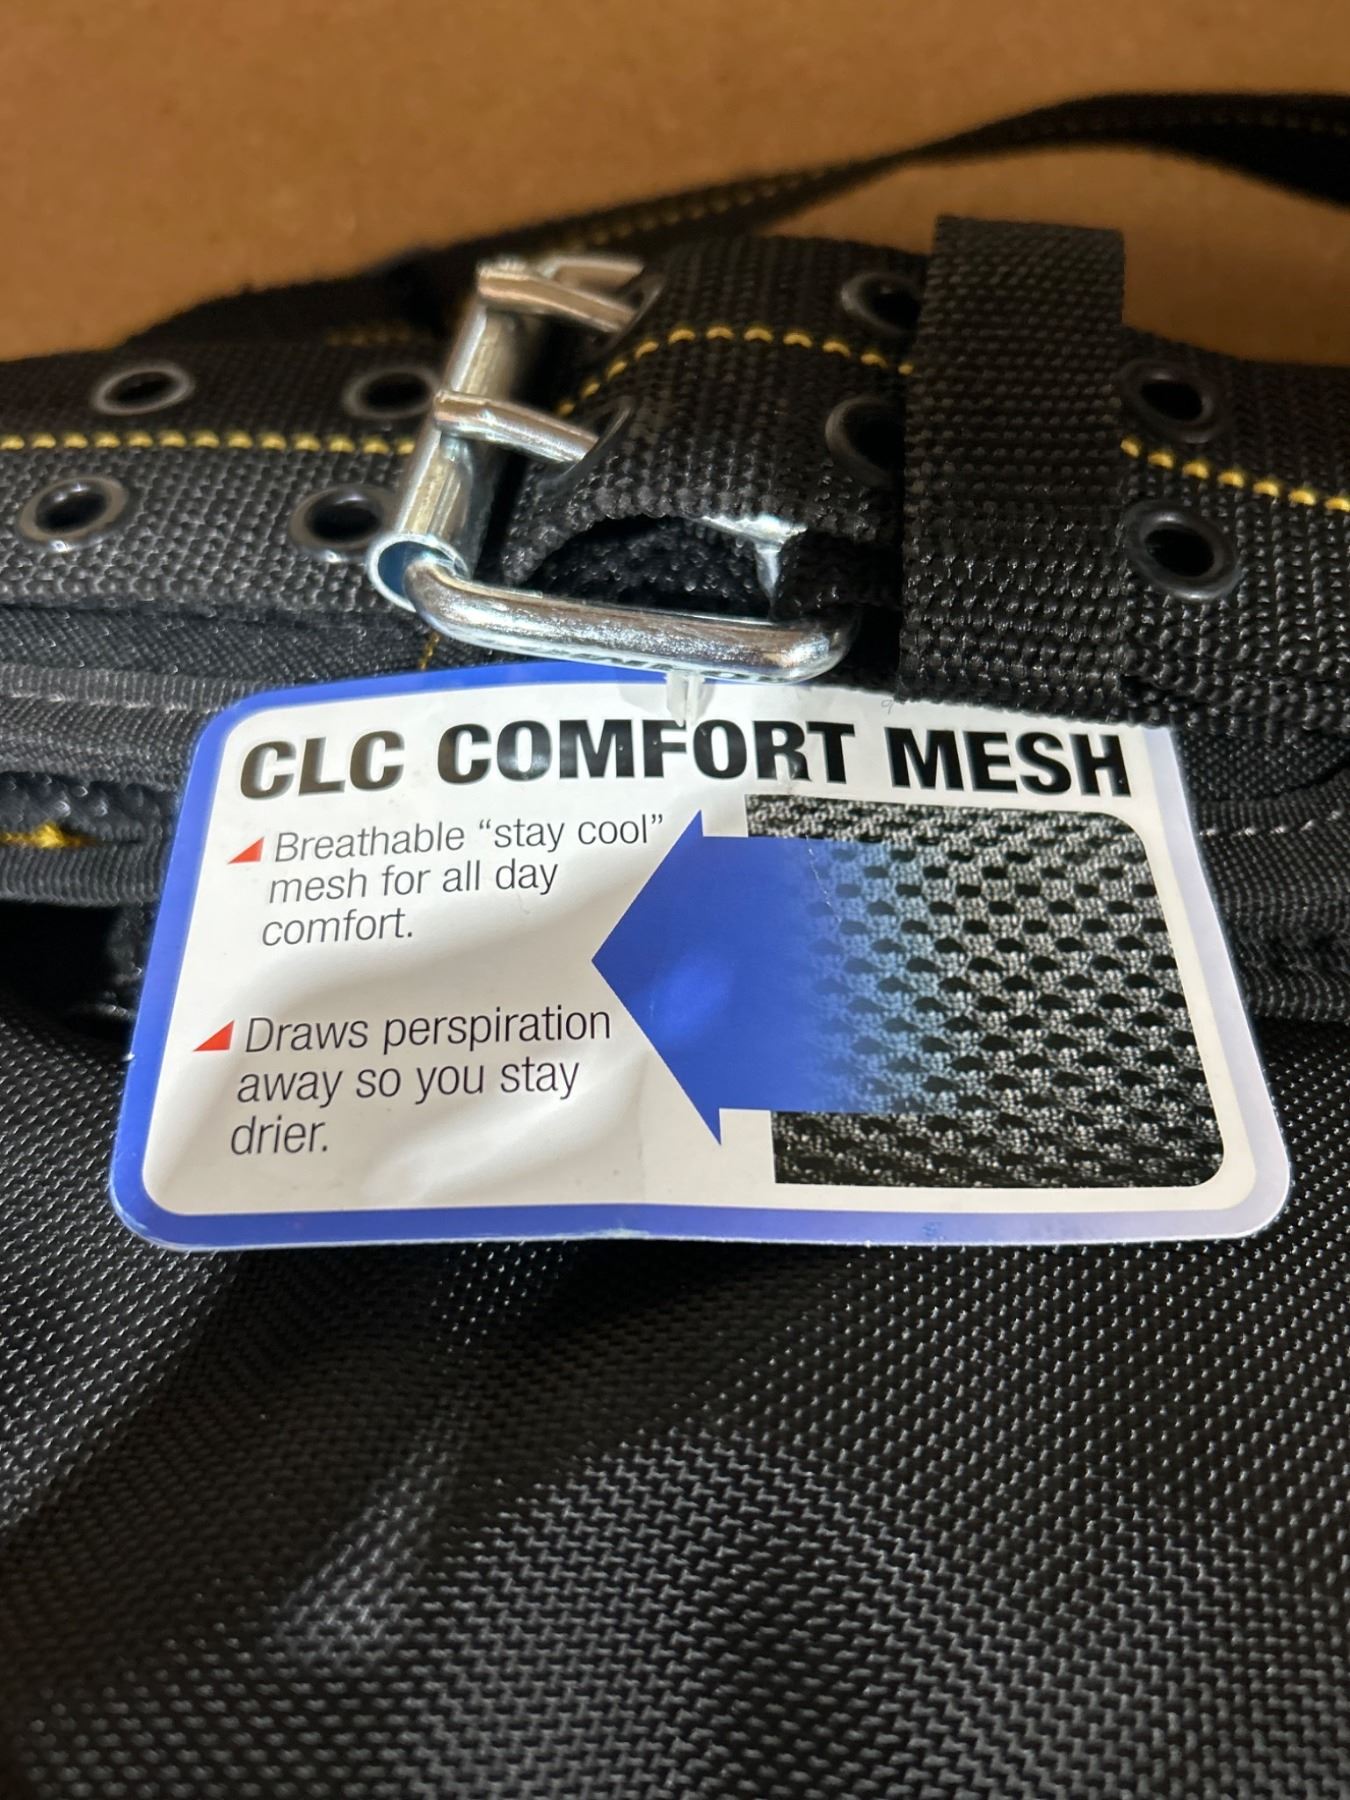 CLC COMFORT MESH
Breathable “stay cool”
mesh for all day
comfort.
Draws perspiration
away so you stay
drier.